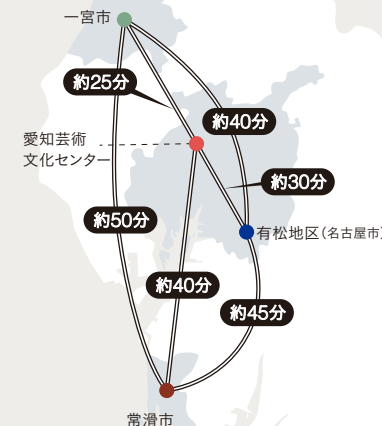 一宮市
約25分
約40分
愛知芸術
文化センター
約30分
約50分
有松地区(名古屋市)
約40分
約45分
常滑市